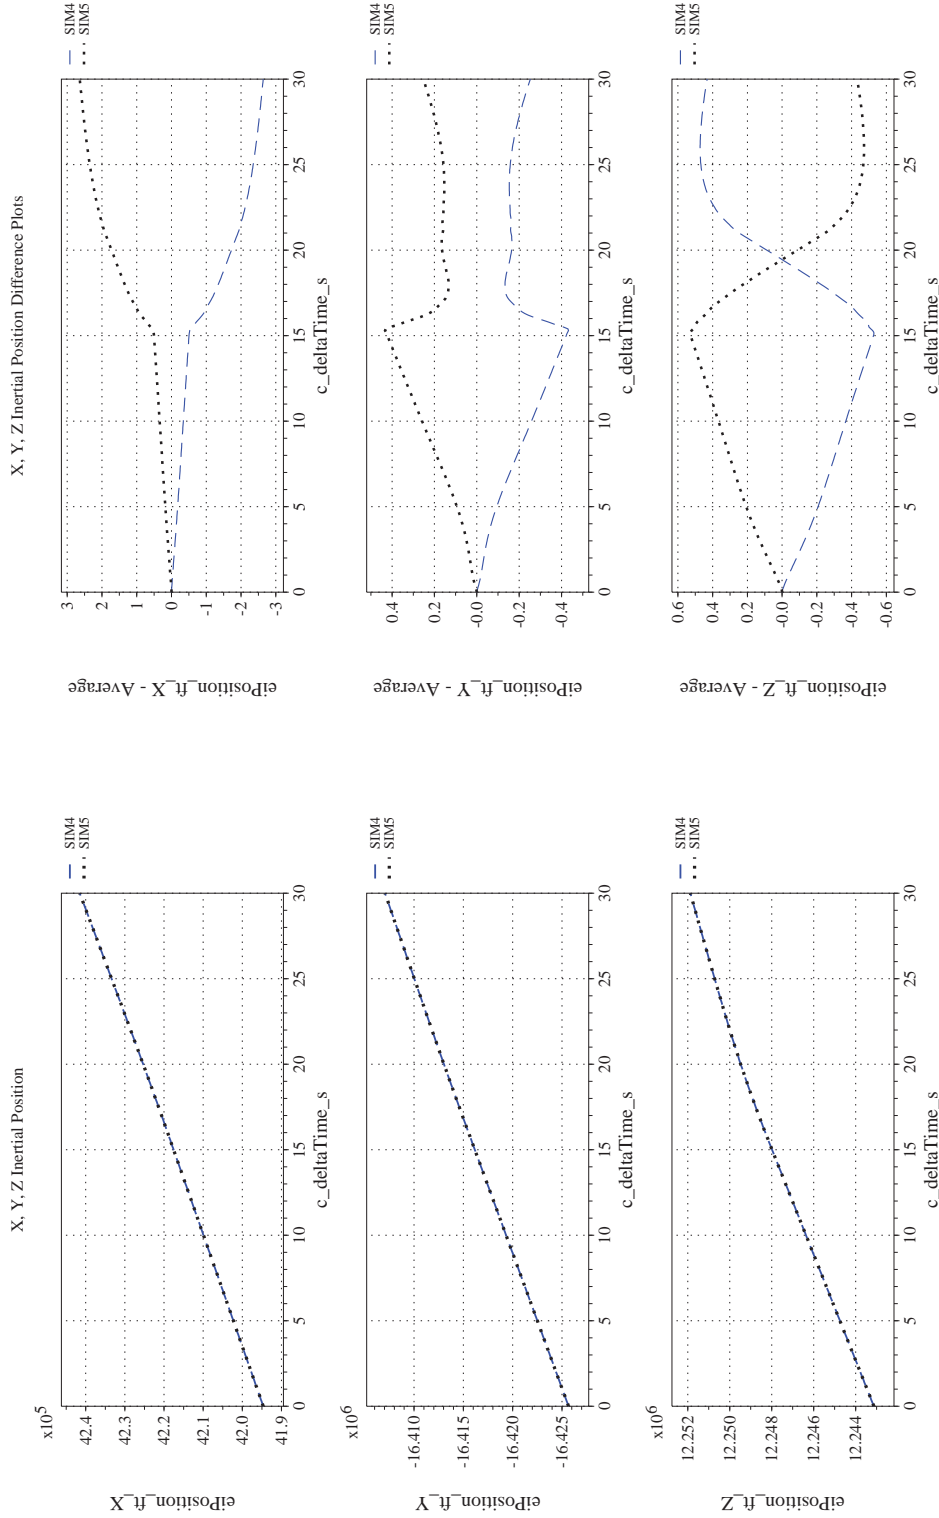 X, Y, Z Inertial Position
x10⁵
SIM4
SIM5
42.4
42.3
42.2
42.1
42.0
41.9
eiPosition_ft_X
0 5 10 15 20 25 30
c_deltaTime_s
x10⁶
SIM4
SIM5
-16.410
-16.415
-16.420
-16.425
eiPosition_ft_Y
0 5 10 15 20 25 30
c_deltaTime_s
x10⁶
SIM4
SIM5
12.252
12.250
12.248
12.246
12.244
eiPosition_ft_Z
0 5 10 15 20 25 30
c_deltaTime_s
X, Y, Z Inertial Position Difference Plots
SIM4
SIM5
3
2
1
0
-1
-2
-3
eiPosition_ft_X - Average
0 5 10 15 20 25 30
c_deltaTime_s
SIM4
SIM5
0.4
0.2
-0.0
-0.2
-0.4
eiPosition_ft_Y - Average
0 5 10 15 20 25 30
c_deltaTime_s
SIM4
SIM5
0.6
0.4
0.2
-0.0
-0.2
-0.4
-0.6
eiPosition_ft_Z - Average
0 5 10 15 20 25 30
c_deltaTime_s